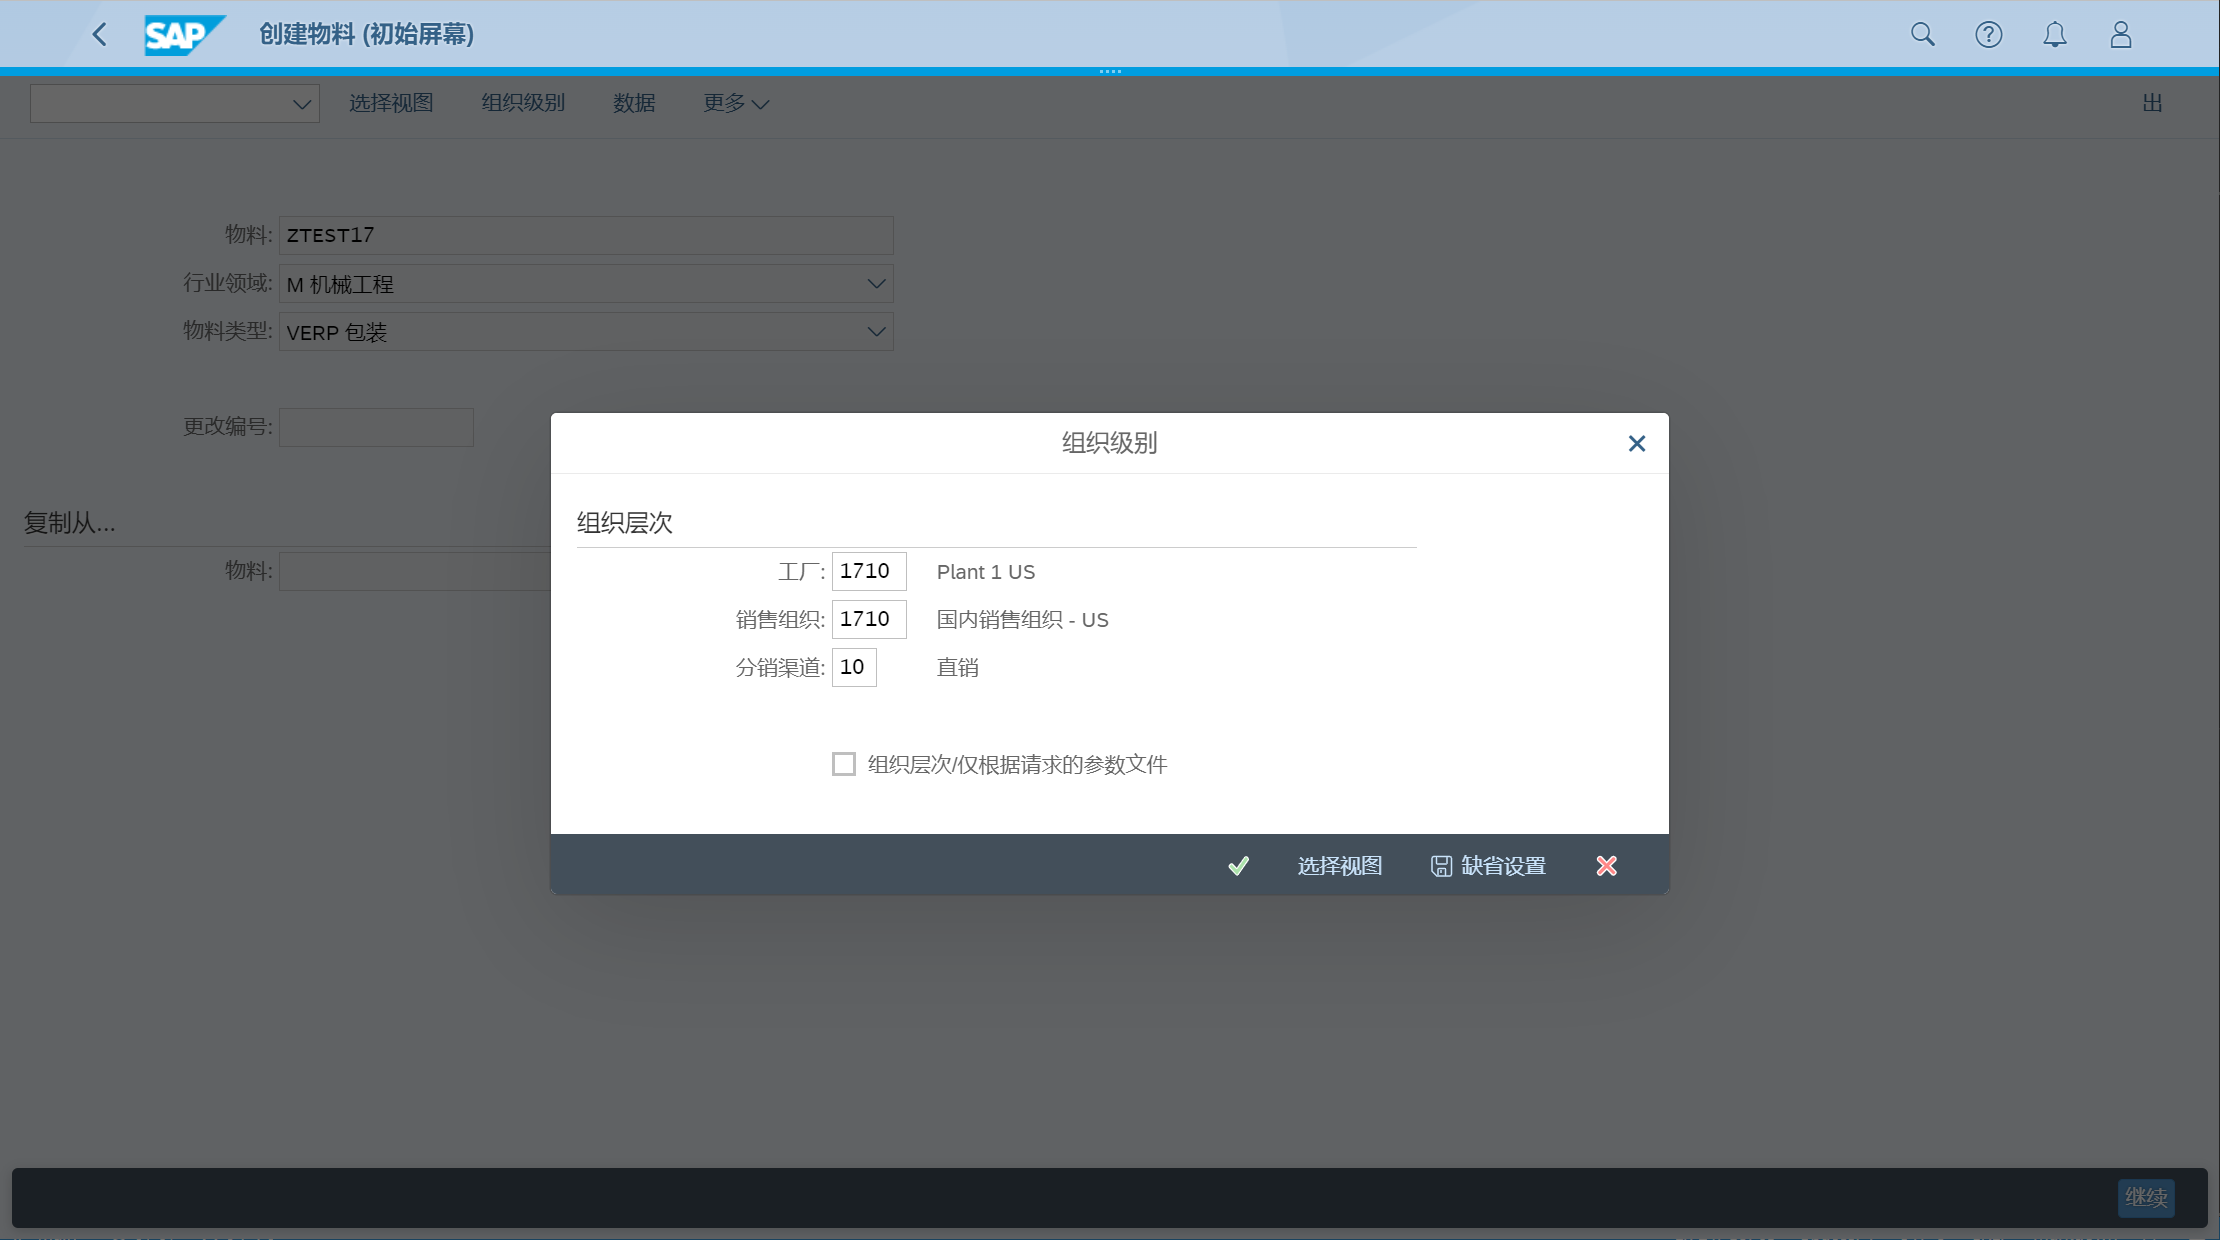 SAP 创建物料 (初始屏幕)
选择视图 组织级别 数据 更多 出
物料: ZTEST17
行业领域: M 机械工程
物料类型: VERP 包装
更改编号:
复制从...
物料:
组织级别
组织层次
工厂: 1710 Plant 1 US
销售组织: 1710 国内销售组织 - US
分销渠道: 10 直销
组织层次/仅根据请求的参数文件
选择视图 缺省设置
继续